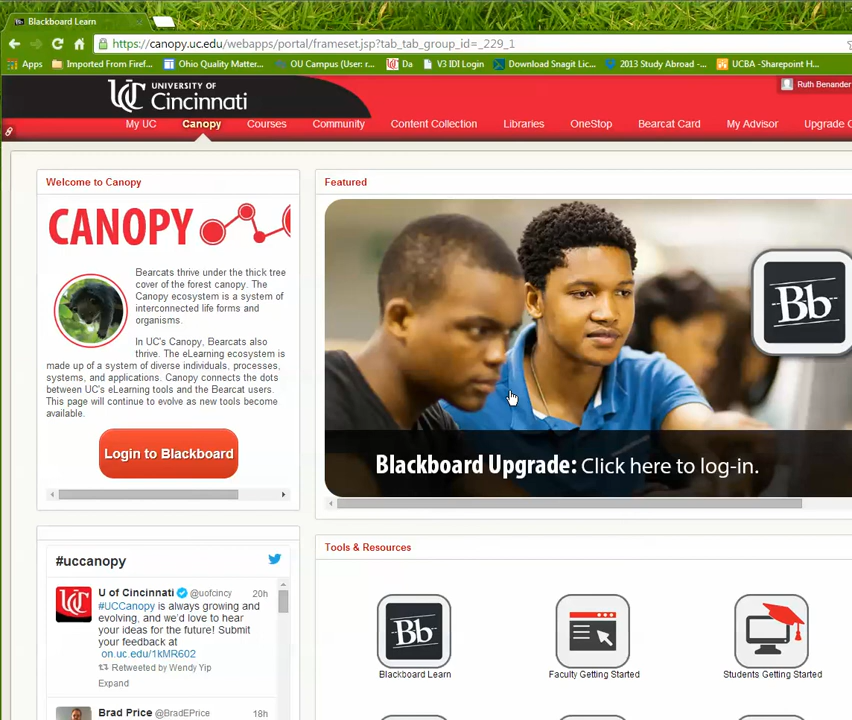 Blackboard Learn
https://canopy.uc.edu/webapps/portal/frameset.jsp?tab_tab_group_id=_229_1
Apps Imported From Firef... Ohio Quality Matter... OU Campus (User: r... Da V3 IDI Login Download Snagit Lic... 2013 Study Abroad -... UCBA -Sharepoint H
UNIVERSITY OF
Cincinnati
Ruth Benander
My UC Canopy Courses Community Content Collection Libraries OneStop Bearcat Card My Advisor Upgrade
Welcome to Canopy
CANOPY
Bearcats thrive under the thick tree
cover of the forest canopy. The
Canopy ecosystem is a system of
interconnected life forms and
organisms.
In UC's Canopy, Bearcats also
thrive. The eLearning ecosystem is
made up of a system of diverse individuals, processes,
systems, and applications. Canopy connects the dots
between UC's eLearning tools and the Bearcat users.
This page will continue to evolve as new tools become
available.
Login to Blackboard
Featured
Bb
Blackboard Upgrade: Click here to log-in.
#uccanopy
U of Cincinnati @uofcincy 20h
#UCCanopy is always growing and
evolving, and we'd love to hear
your ideas for the future! Submit
your feedback at
on.uc.edu/1kMR602
Retweeted by Wendy Yip
Expand
Brad Price @BradEPrice 18h
Tools & Resources
Bb
Blackboard Learn
Faculty Getting Started
Students Getting Started